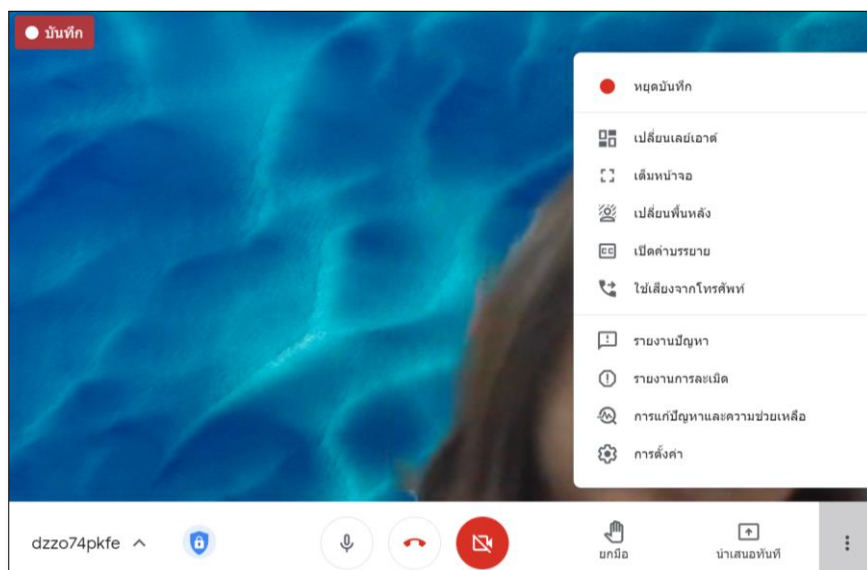 บันทึก
หยุดบันทึก
เปลี่ยนเลย์เอาต์
เต็มหน้าจอ
เปลี่ยนพื้นหลัง
เปิดคำบรรยาย
ใช้เสียงจากโทรศัพท์
รายงานปัญหา
รายงานการละเมิด
การแก้ปัญหาและความช่วยเหลือ
การตั้งค่า
dzzo74pkfe
ยกมือ
นำเสนอทันที